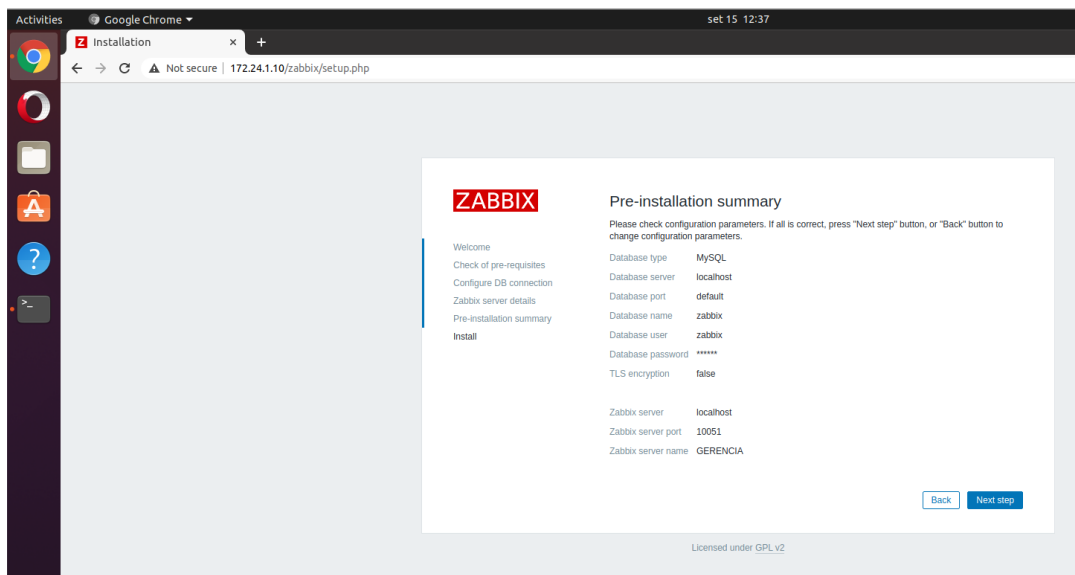 Activities
Google Chrome
set 15 12:37
Z Installation
Not secure | 172.24.1.10/zabbix/setup.php
ZABBIX
Welcome
Check of pre-requisites
Configure DB connection
Zabbix server details
Pre-installation summary
Install
Pre-installation summary
Please check configuration parameters. If all is correct, press "Next step" button, or "Back" button to
change configuration parameters.
Database type MySQL
Database server localhost
Database port default
Database name zabbix
Database user zabbix
Database password ******
TLS encryption false
Zabbix server localhost
Zabbix server port 10051
Zabbix server name GERENCIA
Back Next step
Licensed under GPL v2